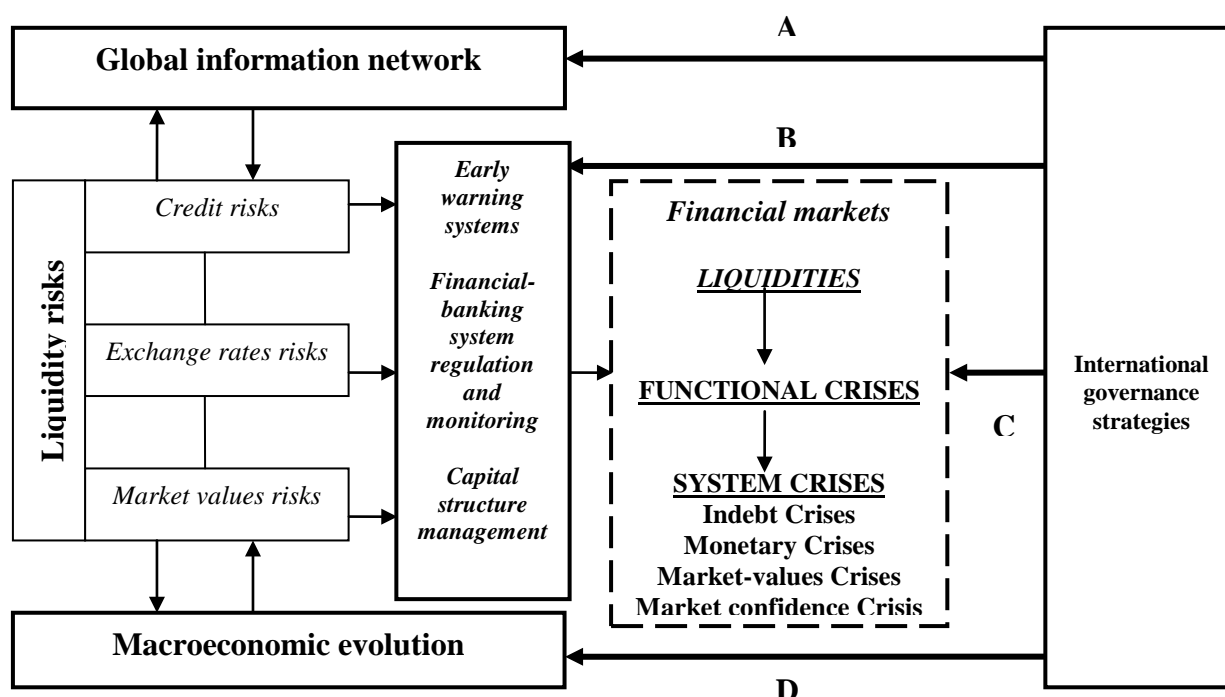 A
Global information network
B
Early
warning
systems
Financial-
banking
system
regulation
and
monitoring
Capital
structure
management
Liquidity risks
Credit risks
Exchange rates risks
Market values risks
Financial markets
LIQUIDITIES
FUNCTIONAL CRISES
SYSTEM CRISES
Indebt Crises
Monetary Crises
Market-values Crises
Market confidence Crisis
C
International
governance
strategies
Macroeconomic evolution
D